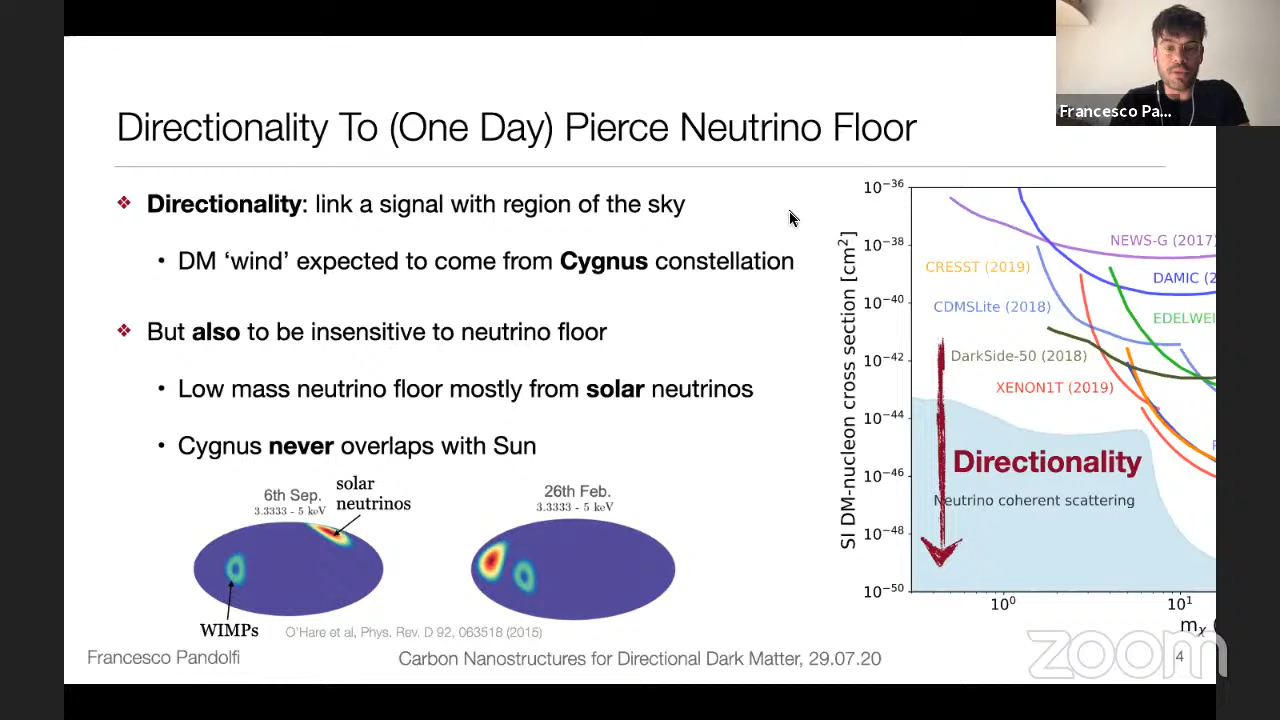 Francesco Pa...
Directionality To (One Day) Pierce Neutrino Floor
❖ Directionality: link a signal with region of the sky
• DM ‘wind’ expected to come from Cygnus constellation
❖ But also to be insensitive to neutrino floor
• Low mass neutrino floor mostly from solar neutrinos
• Cygnus never overlaps with Sun
6th Sep.
3.3333 - 5 keV
solar
neutrinos
26th Feb.
3.3333 - 5 keV
WIMPs
O'Hare et al, Phys. Rev. D 92, 063518 (2015)
SI DM-nucleon cross section [cm²]
10⁻³⁶
10⁻³⁸
10⁻⁴⁰
10⁻⁴²
10⁻⁴⁴
10⁻⁴⁶
10⁻⁴⁸
10⁻⁵⁰
NEWS-G (2017)
CRESST (2019)
DAMIC (2
CDMSLite (2018)
EDELWEI
DarkSide-50 (2018)
XENON1T (2019)
Directionality
Neutrino coherent scattering
10⁰
10¹
mχ (
Francesco Pandolfi
Carbon Nanostructures for Directional Dark Matter, 29.07.20
4
zoom